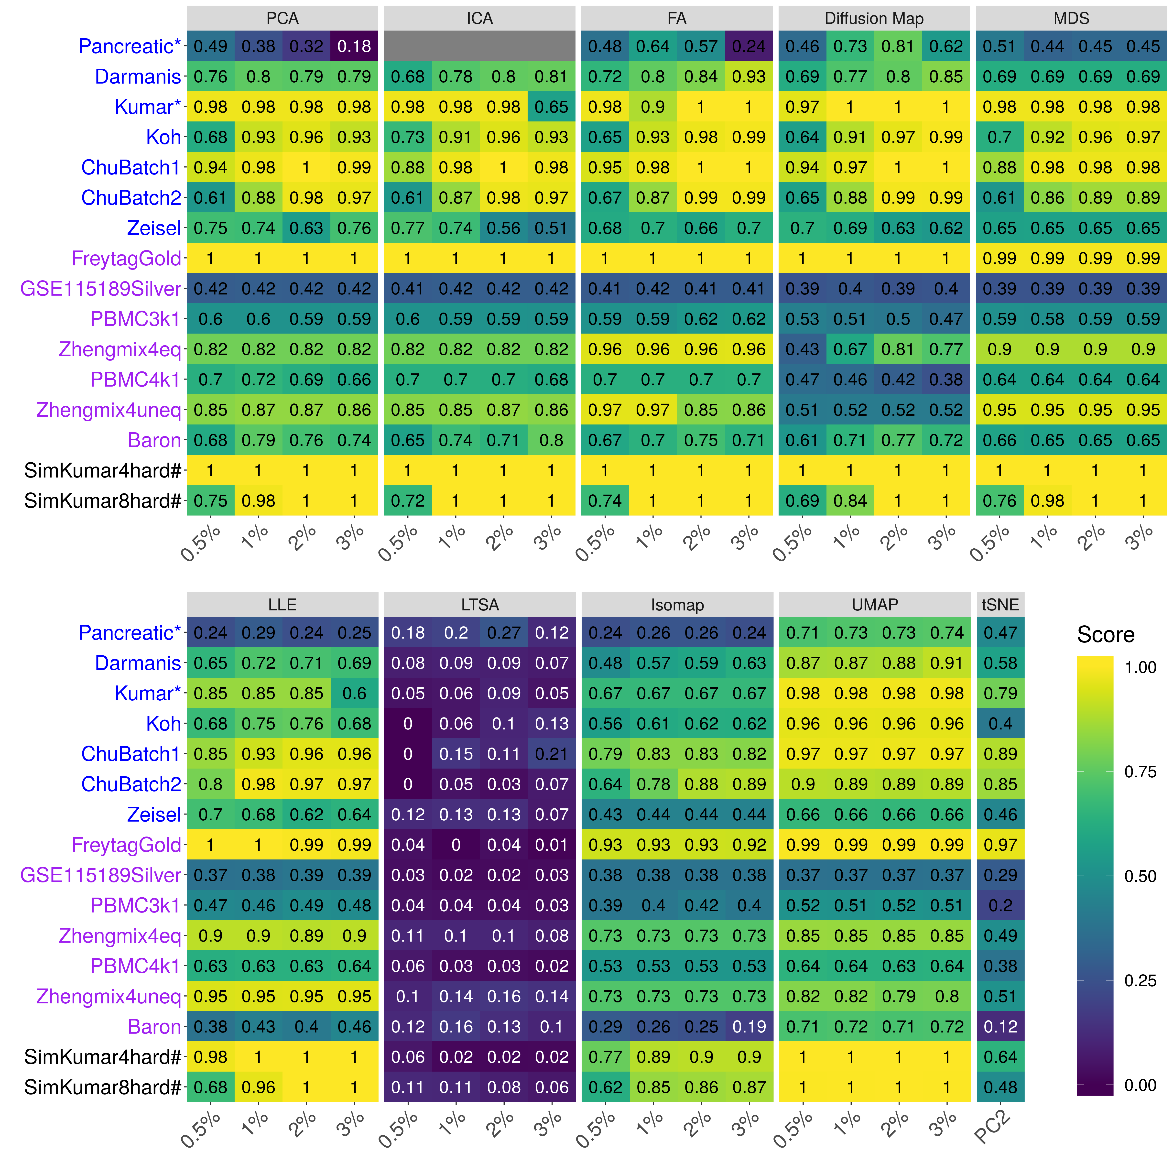 PCA ICA FA Diffusion Map MDS
Pancreatic* 0.49 0.38 0.32 0.18 0.48 0.64 0.57 0.24 0.46 0.73 0.81 0.62 0.51 0.44 0.45 0.45
Darmanis 0.76 0.8 0.79 0.79 0.68 0.78 0.8 0.81 0.72 0.8 0.84 0.93 0.69 0.77 0.8 0.85 0.69 0.69 0.69 0.69
Kumar* 0.98 0.98 0.98 0.98 0.98 0.98 0.98 0.65 0.98 0.9 1 1 0.97 1 1 1 0.98 0.98 0.98 0.98
Koh 0.68 0.93 0.96 0.93 0.73 0.91 0.96 0.93 0.65 0.93 0.98 0.99 0.64 0.91 0.97 0.99 0.7 0.92 0.96 0.97
ChuBatch1 0.94 0.98 1 0.99 0.88 0.98 1 0.98 0.95 0.98 1 1 0.94 0.97 1 1 0.88 0.98 0.98 0.98
ChuBatch2 0.61 0.88 0.98 0.97 0.61 0.87 0.98 0.97 0.67 0.87 0.99 0.99 0.65 0.88 0.99 0.99 0.61 0.86 0.89 0.89
Zeisel 0.75 0.74 0.63 0.76 0.77 0.74 0.56 0.51 0.68 0.7 0.66 0.7 0.7 0.69 0.63 0.62 0.65 0.65 0.65 0.65
FreytagGold 1 1 1 1 1 1 1 1 1 1 1 1 1 1 1 1 0.99 0.99 0.99 0.99
GSE115189Silver 0.42 0.42 0.42 0.42 0.41 0.42 0.42 0.42 0.41 0.42 0.41 0.41 0.39 0.4 0.39 0.4 0.39 0.39 0.39 0.39
PBMC3k1 0.6 0.6 0.59 0.59 0.6 0.59 0.59 0.59 0.59 0.59 0.62 0.62 0.53 0.51 0.5 0.47 0.59 0.58 0.59 0.59
Zhengmix4eq 0.82 0.82 0.82 0.82 0.82 0.82 0.82 0.82 0.96 0.96 0.96 0.96 0.43 0.67 0.81 0.77 0.9 0.9 0.9 0.9
PBMC4k1 0.7 0.72 0.69 0.66 0.7 0.7 0.7 0.68 0.7 0.7 0.7 0.7 0.47 0.46 0.42 0.38 0.64 0.64 0.64 0.64
Zhengmix4uneq 0.85 0.87 0.87 0.86 0.85 0.85 0.87 0.86 0.97 0.97 0.85 0.86 0.51 0.52 0.52 0.52 0.95 0.95 0.95 0.95
Baron 0.68 0.79 0.76 0.74 0.65 0.74 0.71 0.8 0.67 0.7 0.75 0.71 0.61 0.71 0.77 0.72 0.66 0.65 0.65 0.65
SimKumar4hard# 1 1 1 1 1 1 1 1 1 1 1 1 1 1 1 1 1 1 1 1
SimKumar8hard# 0.75 0.98 1 1 0.72 1 1 1 0.74 1 1 1 0.69 0.84 1 1 0.76 0.98 1 1
0.5% 1% 2% 3% 0.5% 1% 2% 3% 0.5% 1% 2% 3% 0.5% 1% 2% 3% 0.5% 1% 2% 3%
LLE LTSA Isomap UMAP tSNE
Pancreatic* 0.24 0.29 0.24 0.25 0.18 0.2 0.27 0.12 0.24 0.26 0.26 0.24 0.71 0.73 0.73 0.74 0.47
Darmanis 0.65 0.72 0.71 0.69 0.08 0.09 0.09 0.07 0.48 0.57 0.59 0.63 0.87 0.87 0.88 0.91 0.58
Kumar* 0.85 0.85 0.85 0.6 0.05 0.06 0.09 0.05 0.67 0.67 0.67 0.67 0.98 0.98 0.98 0.98 0.79
Koh 0.68 0.75 0.76 0.68 0 0.06 0.1 0.13 0.56 0.61 0.62 0.62 0.96 0.96 0.96 0.96 0.4
ChuBatch1 0.85 0.93 0.96 0.96 0 0.15 0.11 0.21 0.79 0.83 0.83 0.82 0.97 0.97 0.97 0.97 0.89
ChuBatch2 0.8 0.98 0.97 0.97 0 0.05 0.03 0.07 0.64 0.78 0.88 0.89 0.9 0.89 0.89 0.89 0.85
Zeisel 0.7 0.68 0.62 0.64 0.12 0.13 0.13 0.07 0.43 0.44 0.44 0.44 0.66 0.66 0.66 0.66 0.46
FreytagGold 1 1 0.99 0.99 0.04 0 0.04 0.01 0.93 0.93 0.93 0.92 0.99 0.99 0.99 0.99 0.97
GSE115189Silver 0.37 0.38 0.39 0.39 0.03 0.02 0.02 0.03 0.38 0.38 0.38 0.38 0.37 0.37 0.37 0.37 0.29
PBMC3k1 0.47 0.46 0.49 0.48 0.04 0.04 0.04 0.03 0.39 0.4 0.42 0.4 0.52 0.51 0.52 0.51 0.2
Zhengmix4eq 0.9 0.9 0.89 0.9 0.11 0.1 0.1 0.08 0.73 0.73 0.73 0.73 0.85 0.85 0.85 0.85 0.49
PBMC4k1 0.63 0.63 0.63 0.64 0.06 0.03 0.03 0.02 0.53 0.53 0.53 0.53 0.64 0.64 0.63 0.64 0.38
Zhengmix4uneq 0.95 0.95 0.95 0.95 0.1 0.14 0.16 0.14 0.73 0.73 0.73 0.73 0.82 0.82 0.79 0.8 0.51
Baron 0.38 0.43 0.4 0.46 0.12 0.16 0.13 0.1 0.29 0.26 0.25 0.19 0.71 0.72 0.71 0.72 0.12
SimKumar4hard# 0.98 1 1 1 0.06 0.02 0.02 0.02 0.77 0.89 0.9 0.9 1 1 1 1 0.64
SimKumar8hard# 0.68 0.96 1 1 0.11 0.11 0.08 0.06 0.62 0.85 0.86 0.87 1 1 1 1 0.48
0.5% 1% 2% 3% 0.5% 1% 2% 3% 0.5% 1% 2% 3% 0.5% 1% 2% 3% PC2
Score
1.00
0.75
0.50
0.25
0.00